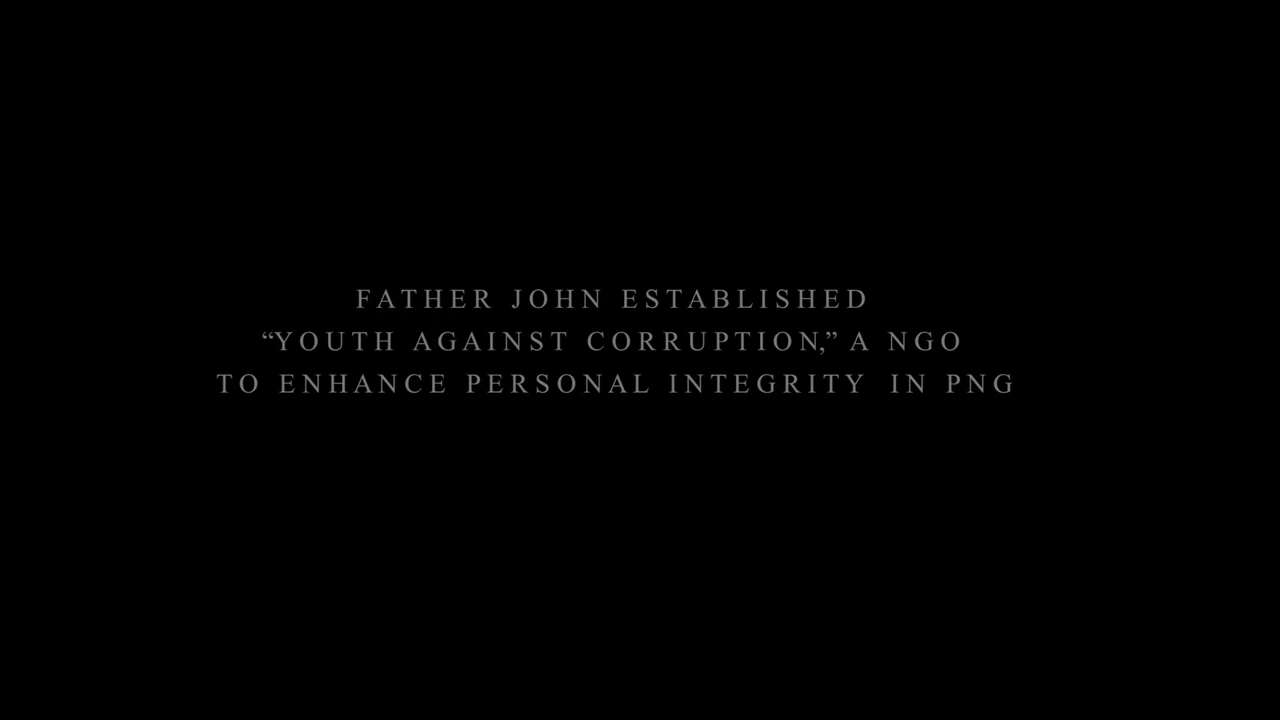 FATHER JOHN ESTABLISHED
“YOUTH AGAINST CORRUPTION,” A NGO
TO ENHANCE PERSONAL INTEGRITY IN PNG